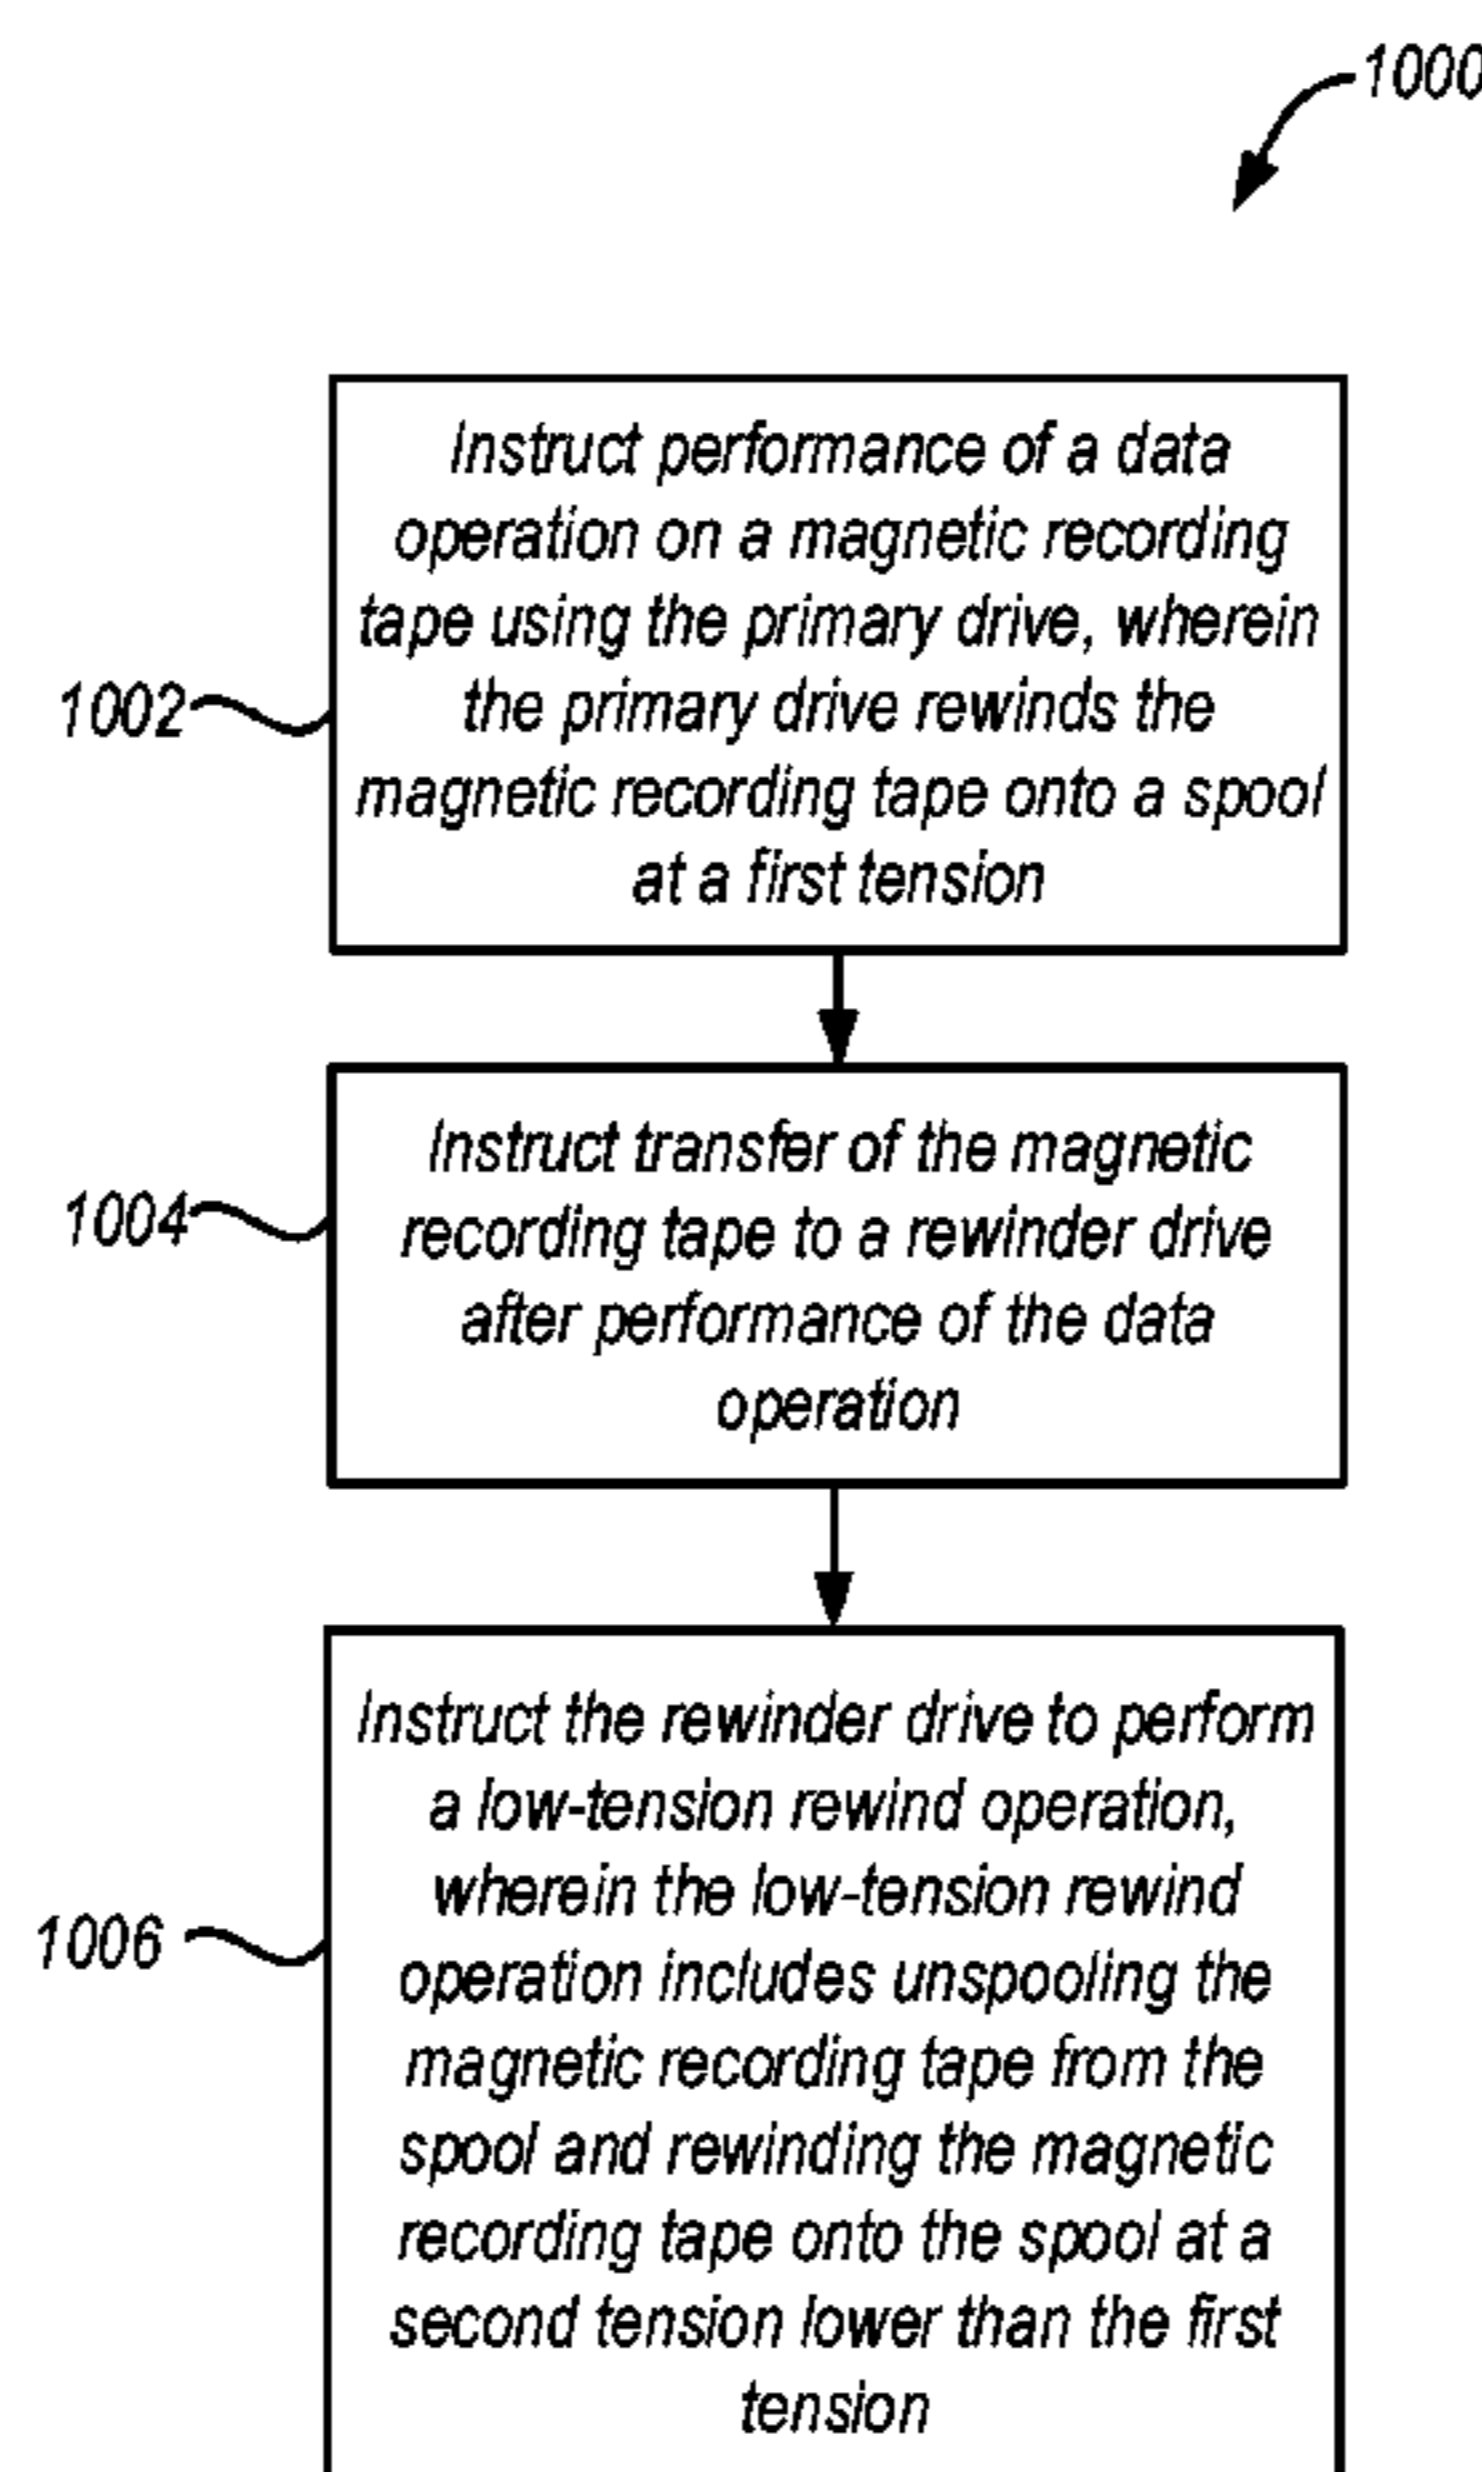 1000
Instruct performance of a data
operation on a magnetic recording
tape using the primary drive, wherein
the primary drive rewinds the
magnetic recording tape onto a spool
at a first tension
1002
Instruct transfer of the magnetic
recording tape to a rewinder drive
after performance of the data
operation
1004
Instruct the rewinder drive to perform
a low-tension rewind operation,
wherein the low-tension rewind
operation includes unspooling the
magnetic recording tape from the
spool and rewinding the magnetic
recording tape onto the spool at a
second tension lower than the first
tension
1006